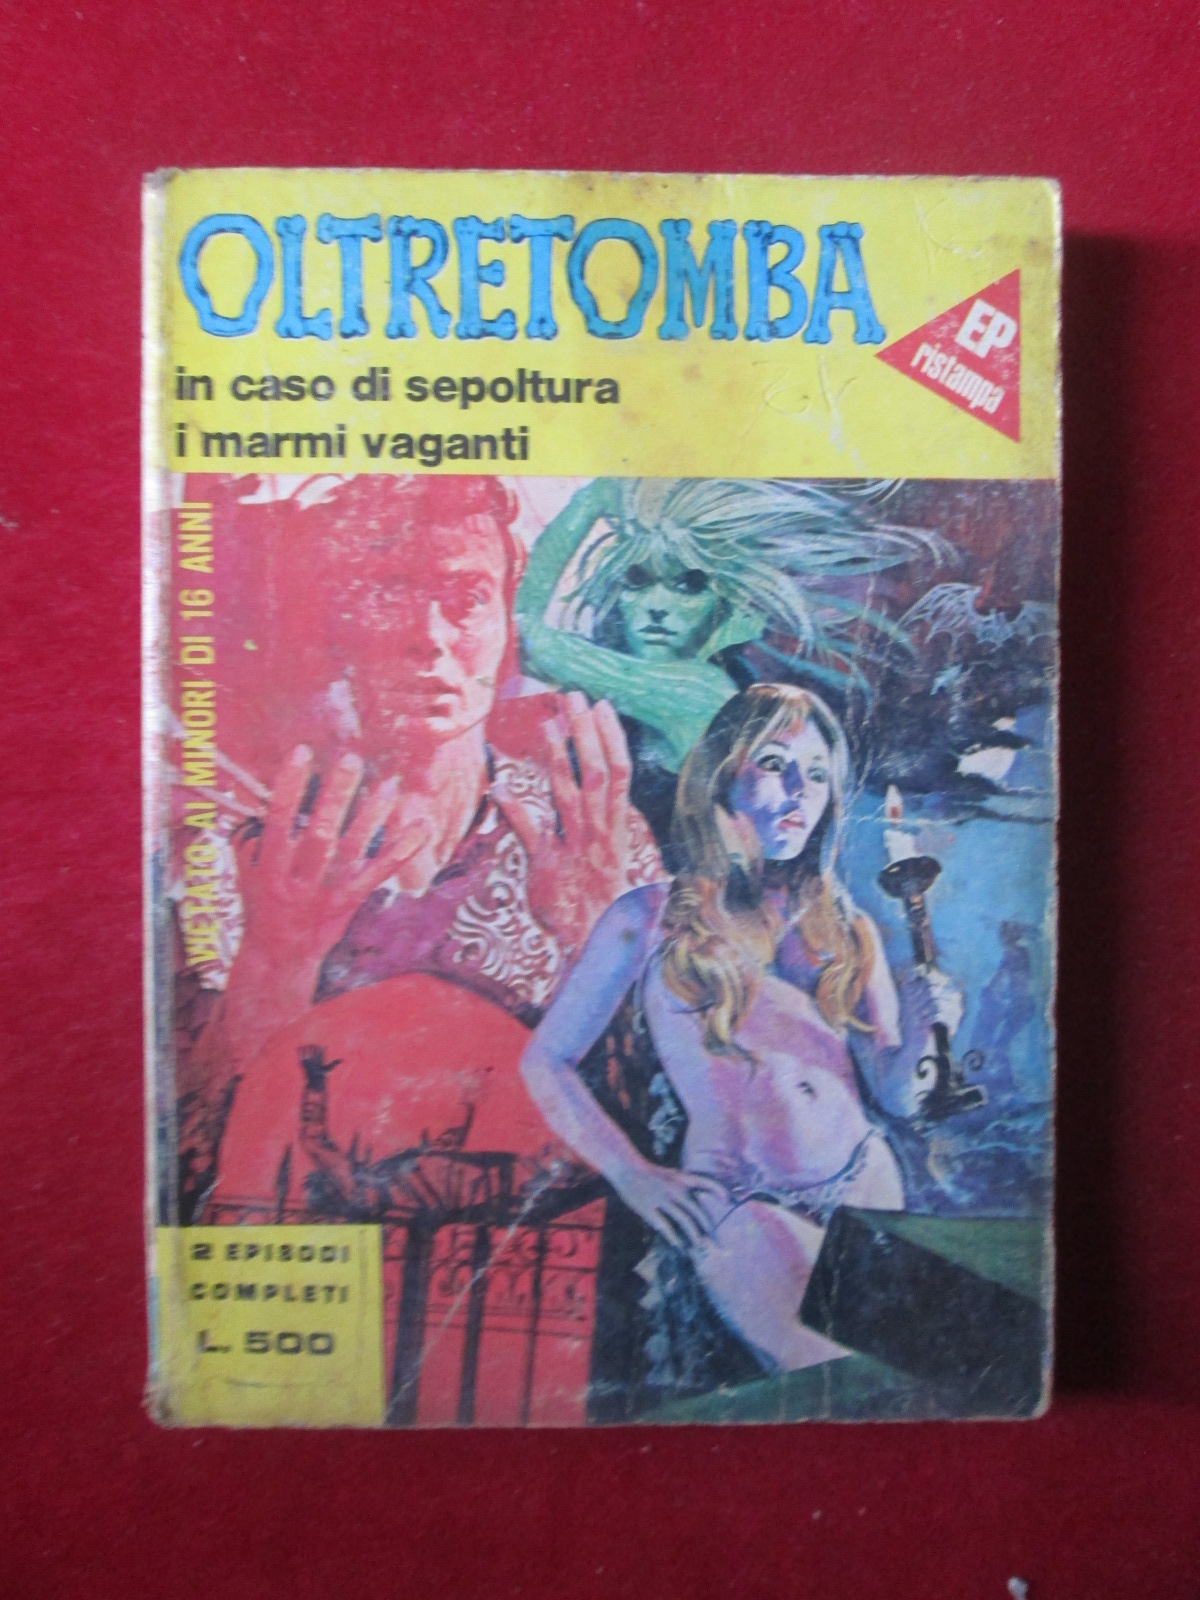 OLTRETOMBA
EP
ristampa
in caso di sepoltura
i marmi vaganti
VIETATO AI MINORI DI 16 ANNI
2 EPISODI
COMPLETI
L. 500